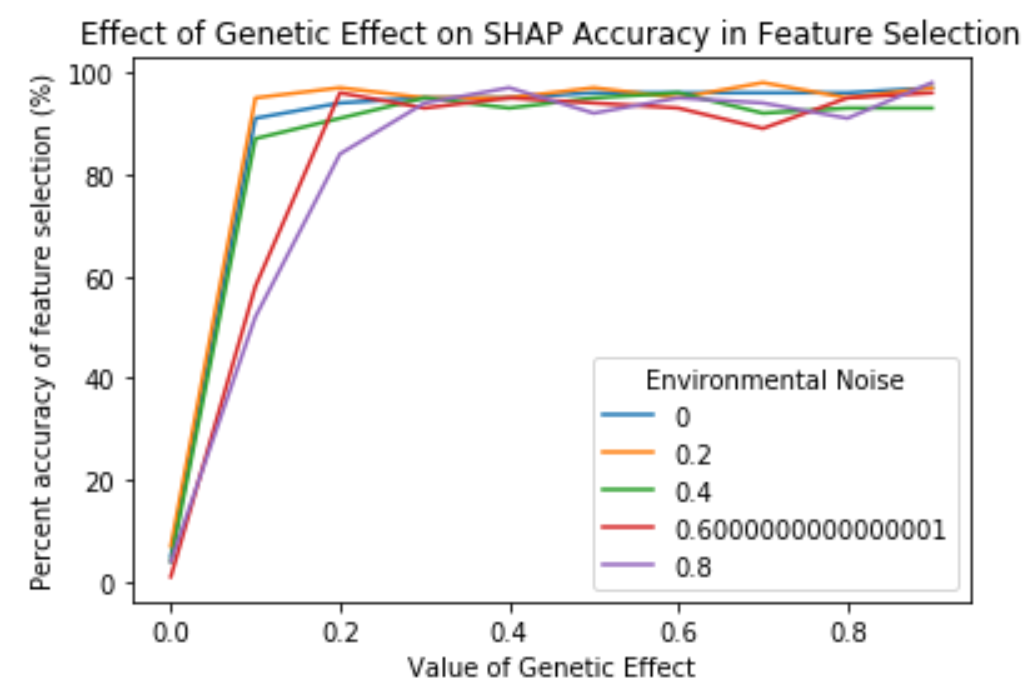 Effect of Genetic Effect on SHAP Accuracy in Feature Selection
Percent accuracy of feature selection (%)
100
80
60
40
20
0
Environmental Noise
0
0.2
0.4
0.6000000000000001
0.8
0.0 0.2 0.4 0.6 0.8
Value of Genetic Effect